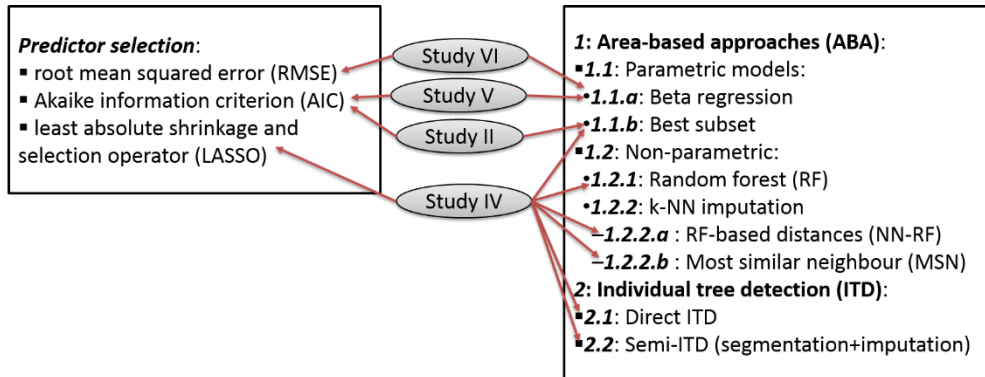 Predictor selection:
▪ root mean squared error (RMSE)
▪ Akaike information criterion (AIC)
▪ least absolute shrinkage and
selection operator (LASSO)
Study VI
Study V
Study II
Study IV
1: Area-based approaches (ABA):
▪1.1: Parametric models:
•1.1.a: Beta regression
•1.1.b: Best subset
▪1.2: Non-parametric:
•1.2.1: Random forest (RF)
•1.2.2: k-NN imputation
–1.2.2.a : RF-based distances (NN-RF)
–1.2.2.b : Most similar neighbour (MSN)
2: Individual tree detection (ITD):
▪2.1: Direct ITD
▪2.2: Semi-ITD (segmentation+imputation)